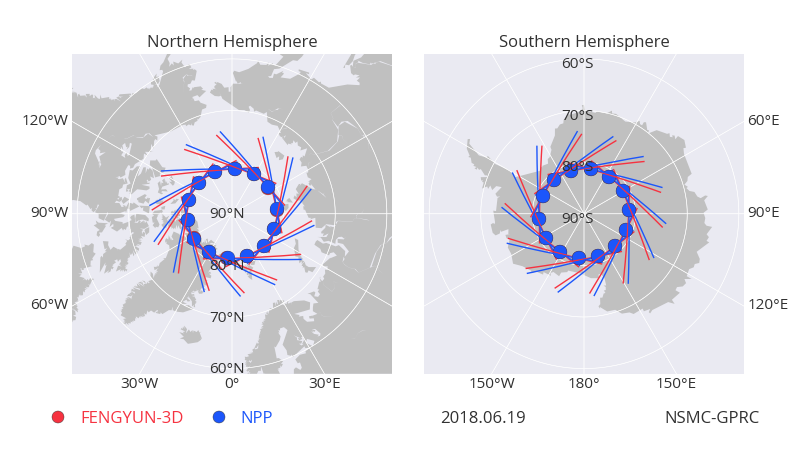 Northern Hemisphere
Southern Hemisphere
120°W
90°W
60°W
90°N
80°N
70°N
60°N
30°W
0°
30°E
60°S
70°S
80°S
90°S
60°E
90°E
120°E
150°W
180°
150°E
FENGYUN-3D
NPP
2018.06.19
NSMC-GPRC